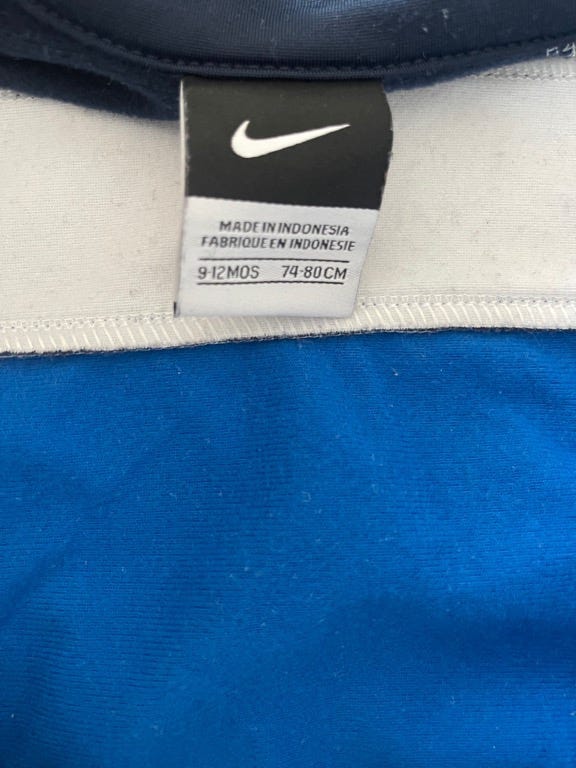 MADE IN INDONESIA
FABRIQUE EN INDONESIE
9-12MOS 74-80CM